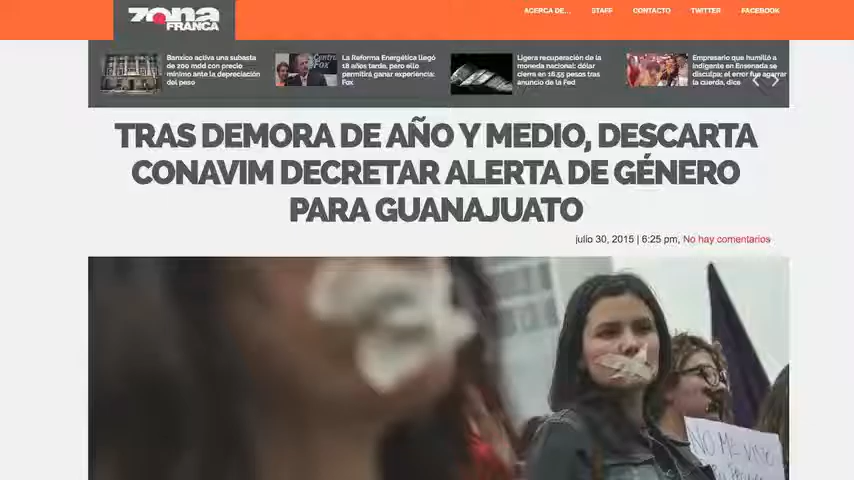 zona
FRANCA
ACERCA DE... STAFF CONTACTO TWITTER FACEBOOK
Banxico activa una subasta
de 200 mdd con precio
mínimo ante la depreciación
del peso
La Reforma Energética llegó
18 años tarde, pero ello
permitirá ganar experiencia:
Fox
Ligera recuperación de la
moneda nacional: dólar
cierra en 16.55 pesos tras
anuncio de la Fed
Empresario que humilló a
indigente en Ensenada se
disculpa; el error fue agarrar
la cuerda, dice
TRAS DEMORA DE AÑO Y MEDIO, DESCARTA
CONAVIM DECRETAR ALERTA DE GÉNERO
PARA GUANAJUATO
julio 30, 2015 | 6:25 pm, No hay comentarios
NO ME